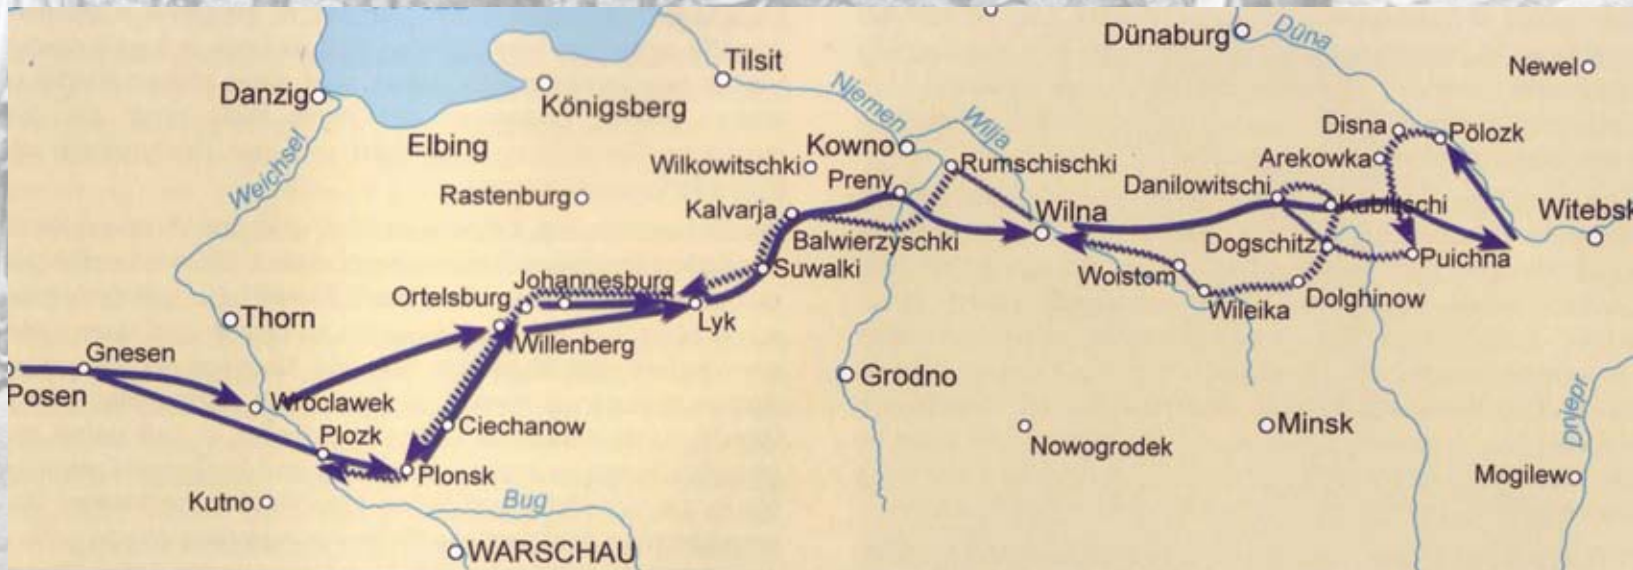 Dünaburg
Düna
Newel
Tilsit
Danzig
Königsberg
Njemen
Wilja
Disna
Pölozk
Elbing
Kowno
Arekowka
Weichsel
Wilkowitschki
Rumschischki
Preny
Danilowitschi
Rastenburg
Kalvarja
Wilna
Kubilitschi
Witebsk
Balwierzyschki
Dogschitz
Puichna
Johannesburg
Suwalki
Woistom
Ortelsburg
Dolghinow
Wileika
Thorn
Lyk
Willenberg
Gnesen
Grodno
Posen
Wroclawek
Dnjepr
Plozk
Ciechanow
Minsk
Nowogrodek
Plonsk
Mogilew
Kutno
Bug
WARSCHAU